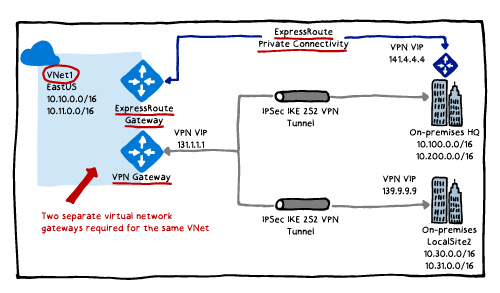 ExpressRoute
Private Connectivity
VPN VIP
141.4.4.4
VNet1
EastUS
10.10.0.0/16
10.11.0.0/16
ExpressRoute
Gateway
VPN VIP
131.1.1.1
IPSec IKE S2S VPN
Tunnel
On-premises HQ
10.100.0.0/16
10.200.0.0/16
VPN Gateway
VPN VIP
139.9.9.9
Two separate virtual network
gateways required for the same VNet
IPSec IKE S2S VPN
Tunnel
On-premises
LocalSite2
10.30.0.0/16
10.31.0.0/16